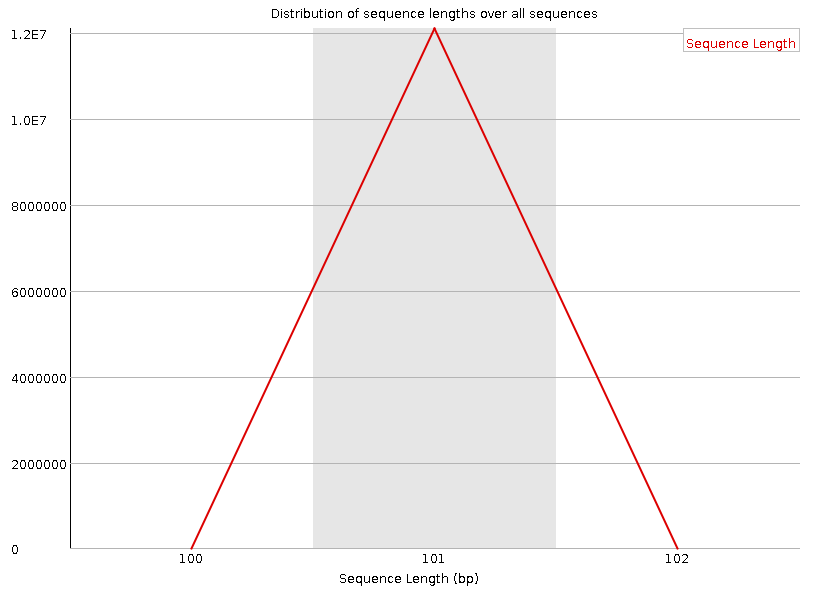 Distribution of sequence lengths over all sequences
Sequence Length
1.2E7
1.0E7
8000000
6000000
4000000
2000000
0
100 101 102
Sequence Length (bp)